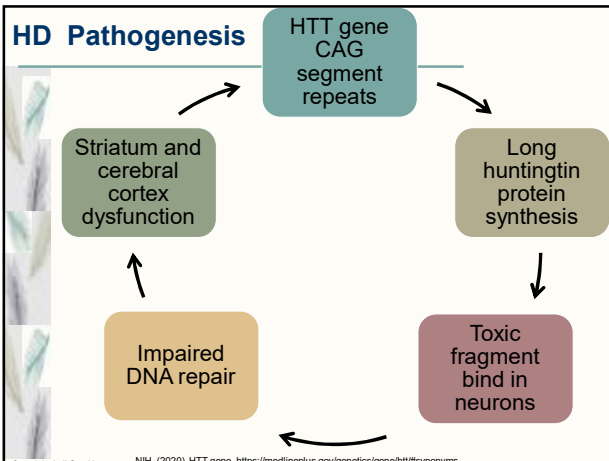 HD Pathogenesis
HTT gene
CAG
segment
repeats
Long
huntingtin
protein
synthesis
Toxic
fragment
bind in
neurons
Impaired
DNA repair
Striatum and
cerebral
cortex
dysfunction
NIH. (2020). HTT gene. https://medlineplus.gov/genetics/gene/htt/#synonyms